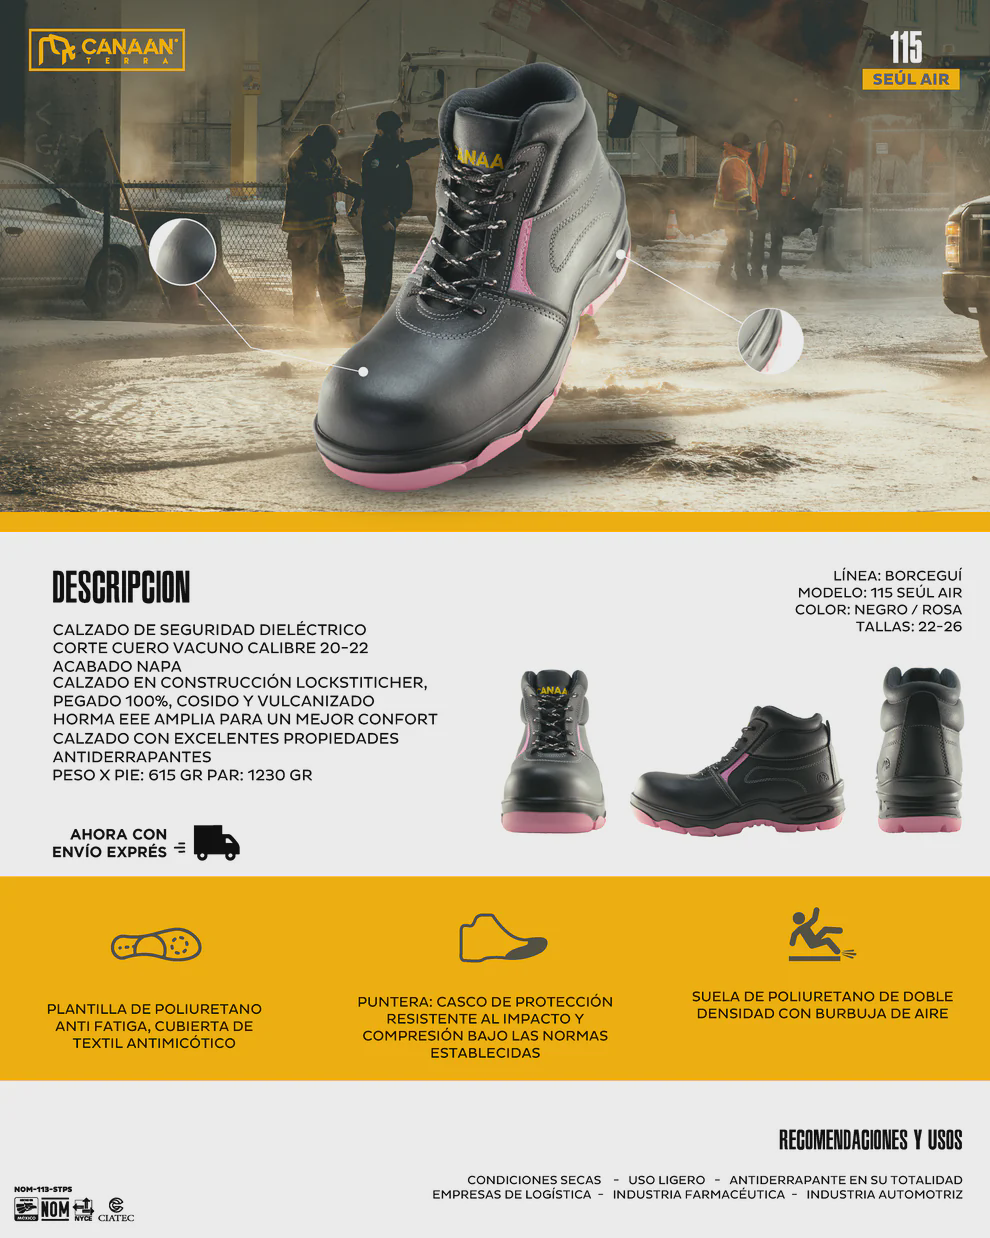 CANAAN®
TERRA
115
SEÚL AIR
ANAA
DESCRIPCION
CALZADO DE SEGURIDAD DIELÉCTRICO
CORTE CUERO VACUNO CALIBRE 20-22
ACABADO NAPA
CALZADO EN CONSTRUCCIÓN LOCKSTITICHER,
PEGADO 100%, COSIDO Y VULCANIZADO
HORMA EEE AMPLIA PARA UN MEJOR CONFORT
CALZADO CON EXCELENTES PROPIEDADES
ANTIDERRAPANTES
PESO X PIE: 615 GR PAR: 1230 GR
LÍNEA: BORCEGUÍ
MODELO: 115 SEÚL AIR
COLOR: NEGRO / ROSA
TALLAS: 22-26
ANAA
AHORA CON
ENVÍO EXPRÉS
PLANTILLA DE POLIURETANO
ANTI FATIGA, CUBIERTA DE
TEXTIL ANTIMICÓTICO
PUNTERA: CASCO DE PROTECCIÓN
RESISTENTE AL IMPACTO Y
COMPRESIÓN BAJO LAS NORMAS
ESTABLECIDAS
SUELA DE POLIURETANO DE DOBLE
DENSIDAD CON BURBUJA DE AIRE
RECOMENDACIONES Y USOS
CONDICIONES SECAS - USO LIGERO - ANTIDERRAPANTE EN SU TOTALIDAD
EMPRESAS DE LOGÍSTICA - INDUSTRIA FARMACÉUTICA - INDUSTRIA AUTOMOTRIZ
NOM-113-STPS
MÉXICO
NOM
NYCE
CIATEC